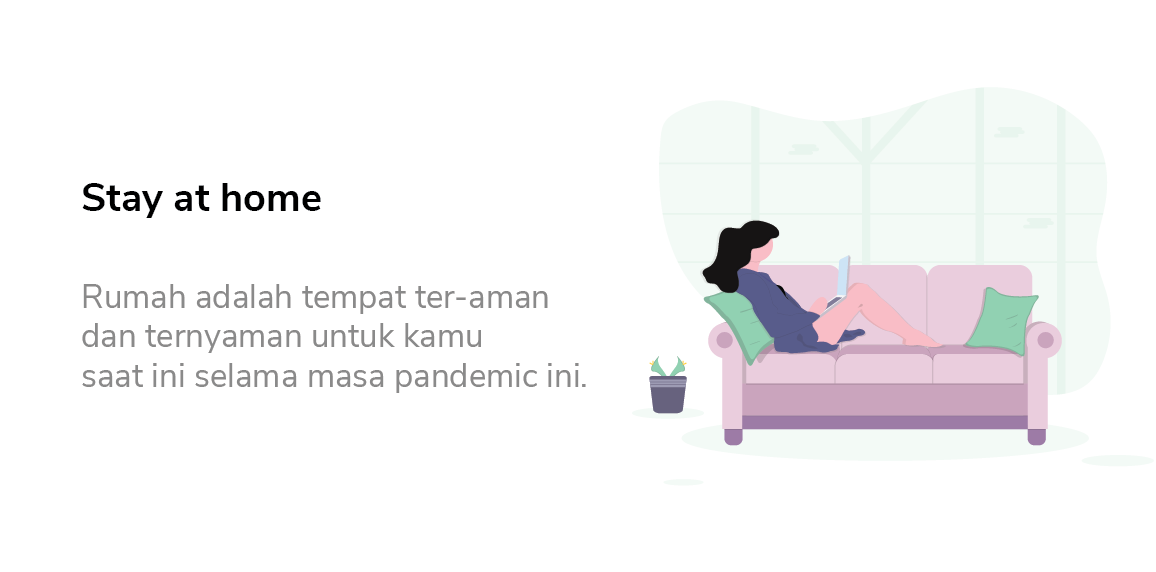 Stay at home
Rumah adalah tempat ter-aman
dan ternyaman untuk kamu
saat ini selama masa pandemic ini.